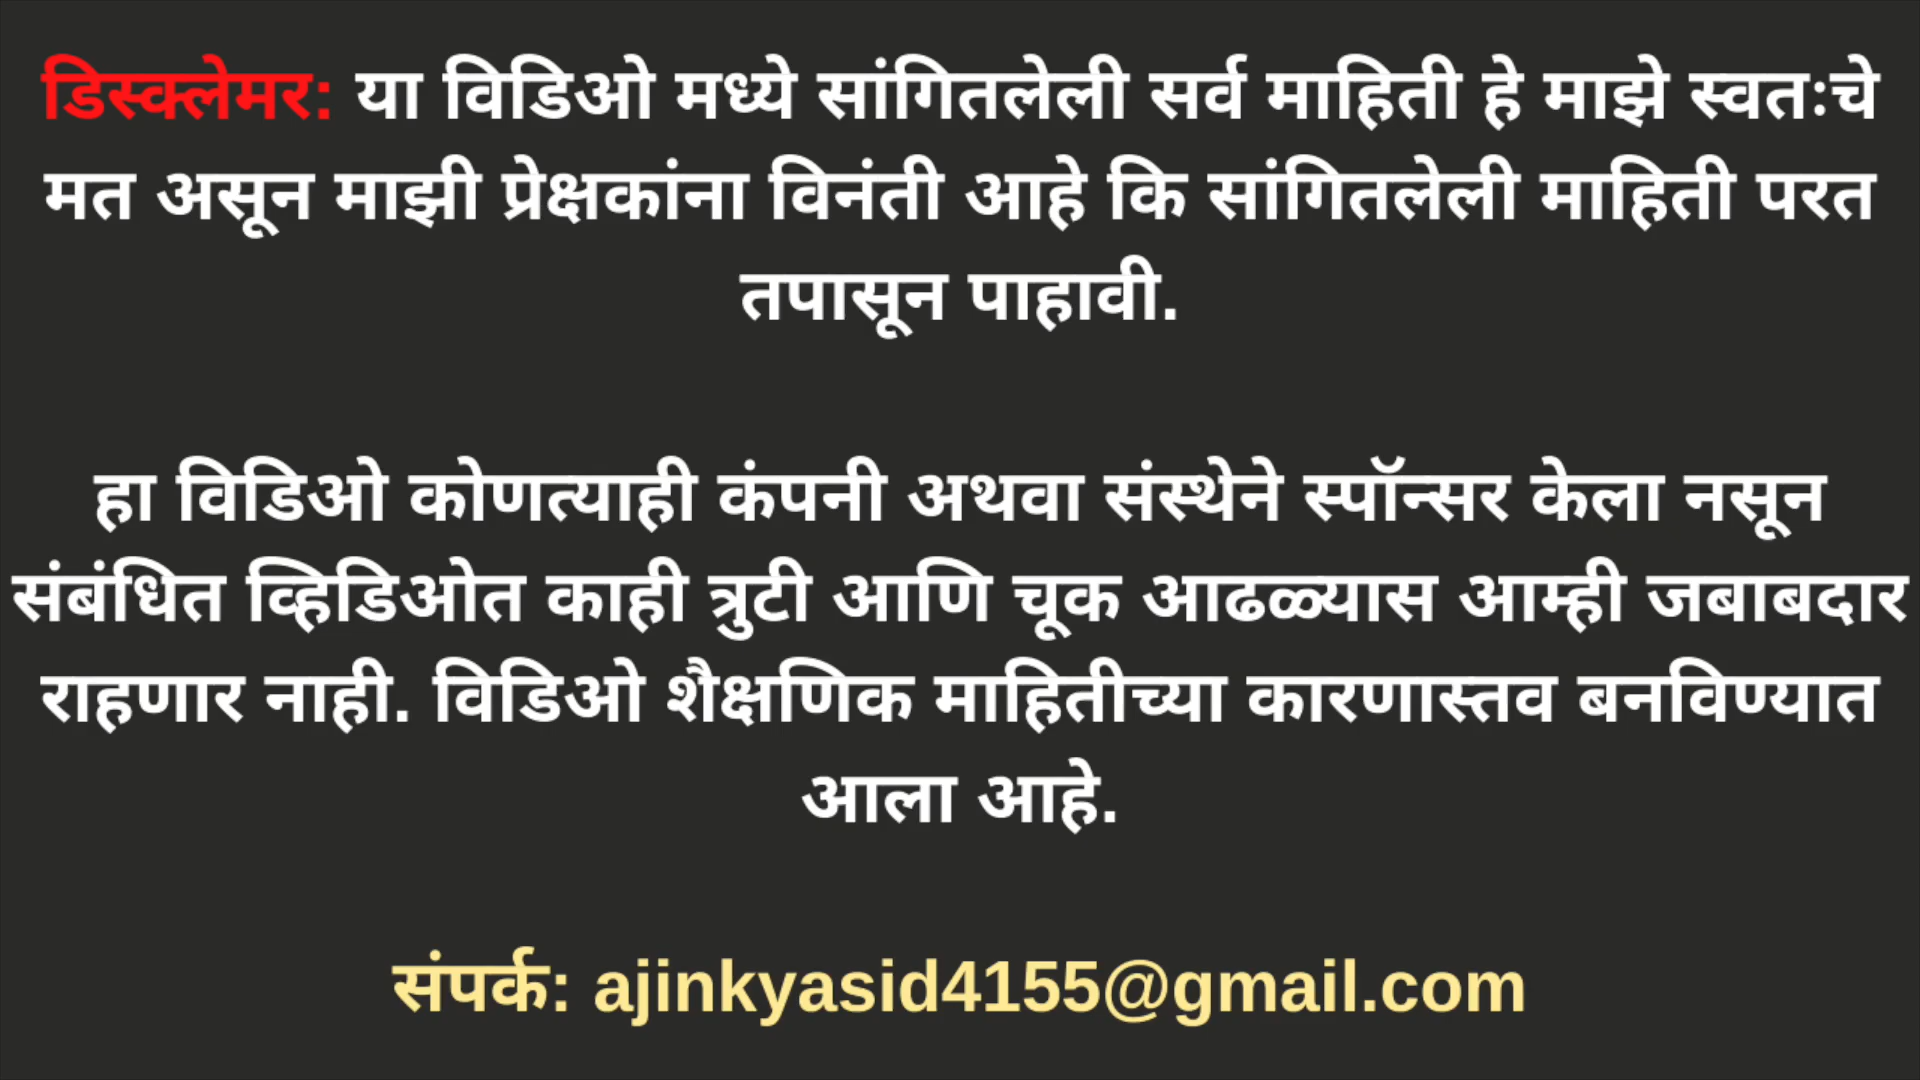 डिस्क्लेमर: या विडिओ मध्ये सांगितलेली सर्व माहिती हे माझे स्वतःचे
मत असून माझी प्रेक्षकांना विनंती आहे कि सांगितलेली माहिती परत
तपासून पाहावी.
हा विडिओ कोणत्याही कंपनी अथवा संस्थेने स्पॉन्सर केला नसून
संबंधित व्हिडिओत काही त्रुटी आणि चूक आढळ्यास आम्ही जबाबदार
राहणार नाही. विडिओ शैक्षणिक माहितीच्या कारणास्तव बनविण्यात
आला आहे.
संपर्क: ajinkyasid4155@gmail.com